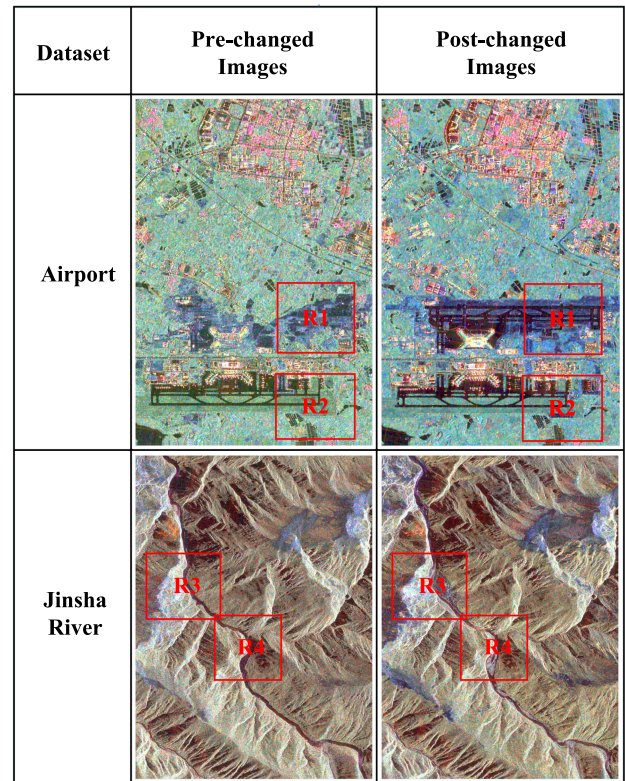 Dataset
Pre-changed
Images
Post-changed
Images
Airport
R1
R2
R1
R2
Jinsha
River
R3
R4
R3
R4